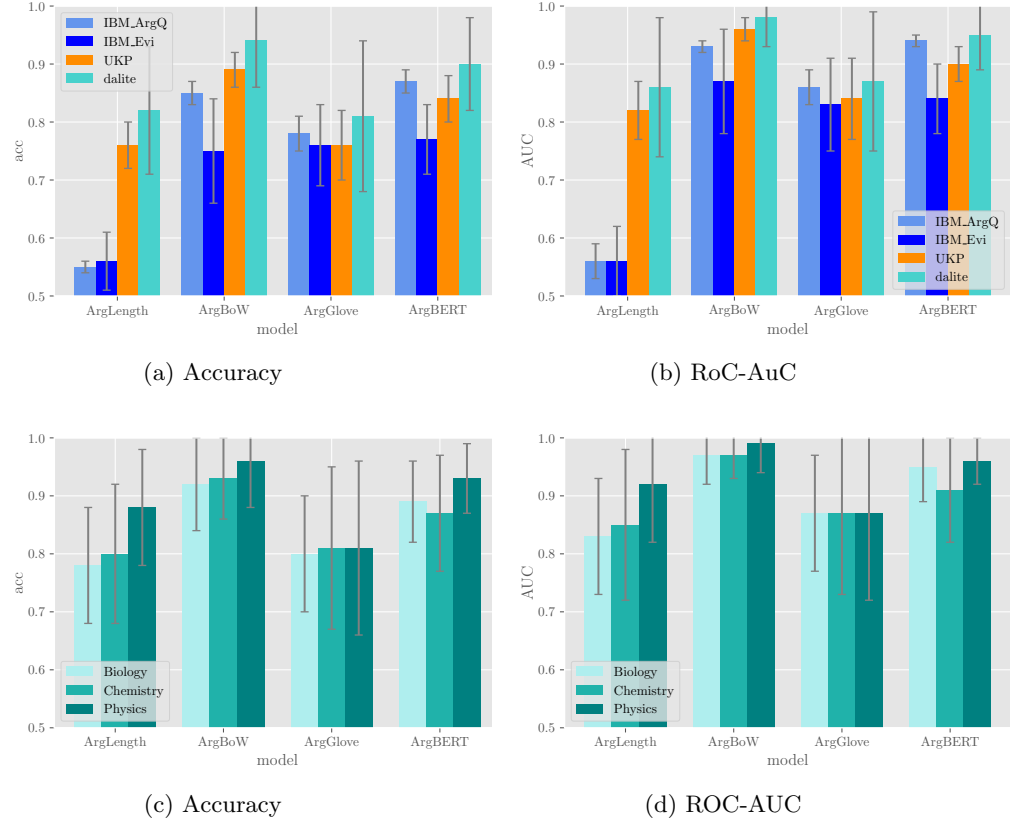 1.0
0.9
0.8
0.7
0.6
0.5
acc
IBM_ArgQ
IBM_Evi
UKP
dalite
ArgLength ArgBoW ArgGlove ArgBERT
model
(a) Accuracy
1.0
0.9
0.8
0.7
0.6
0.5
AUC
IBM_ArgQ
IBM_Evi
UKP
dalite
ArgLength ArgBoW ArgGlove ArgBERT
model
(b) RoC-AuC
1.0
0.9
0.8
0.7
0.6
0.5
acc
Biology
Chemistry
Physics
ArgLength ArgBoW ArgGlove ArgBERT
model
(c) Accuracy
1.0
0.9
0.8
0.7
0.6
0.5
AUC
Biology
Chemistry
Physics
ArgLength ArgBoW ArgGlove ArgBERT
model
(d) ROC-AUC